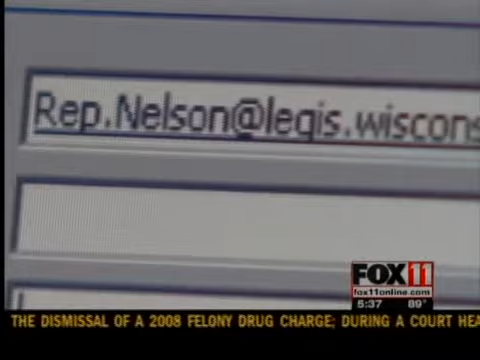 Rep.Nelson@legis.wiscons
FOX 11
fox11online.com
5:37 89°
THE DISMISSAL OF A 2008 FELONY DRUG CHARGE; DURING A COURT HEA